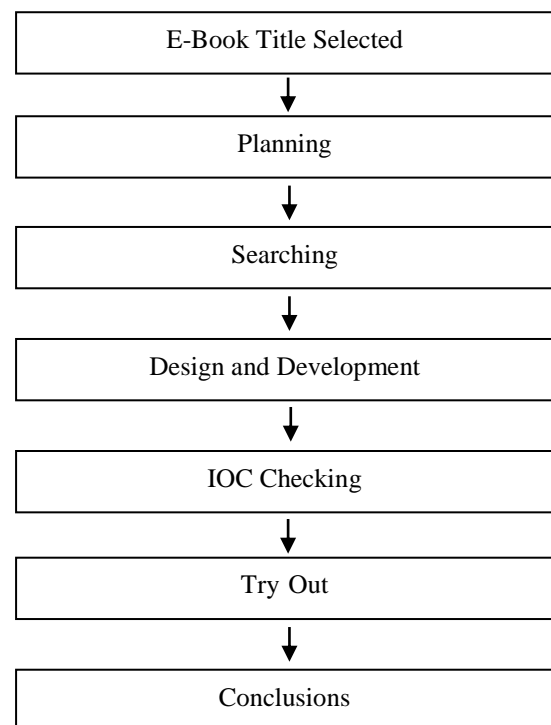 E-Book Title Selected
Planning
Searching
Design and Development
IOC Checking
Try Out
Conclusions